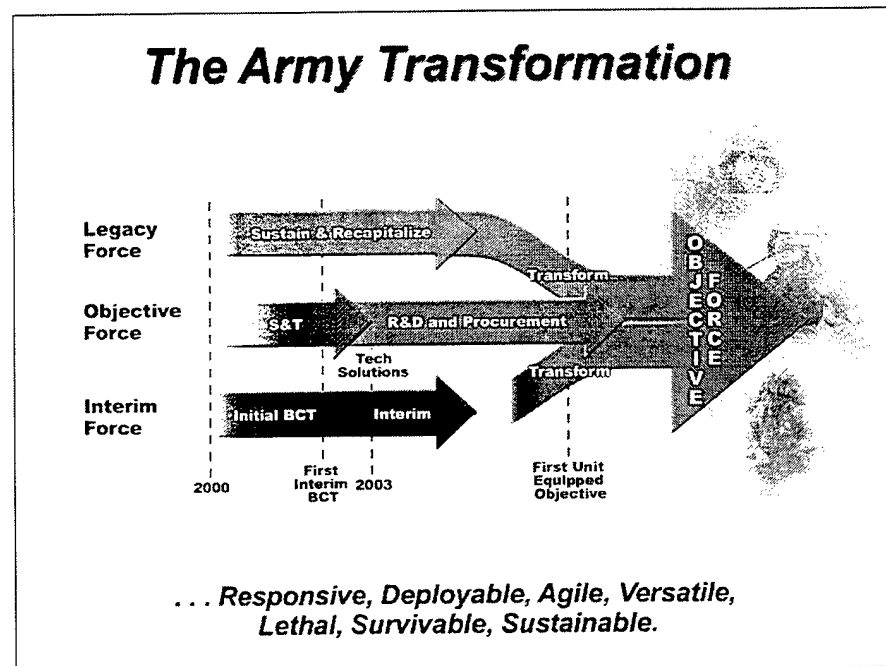 The Army Transformation
Legacy
Force
Sustain & Recapitalize
Transform...
Objective
Force
S&T
R&D and Procurement
Tech
Solutions
Transform
Interim
Force
Initial BCT
Interim
OBJECTIVE
FORCE
2000
First
Interim
BCT
2003
First Unit
Equipped
Objective
. . . Responsive, Deployable, Agile, Versatile,
Lethal, Survivable, Sustainable.